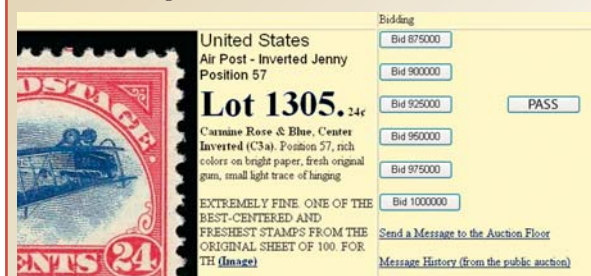 Bidding
United States
Air Post - Inverted Jenny
Position 57
Lot 1305. 24c
Carmine Rose & Blue, Center
Inverted (C3a). Position 57, rich
colors on bright paper, fresh original
gum, small light trace of hinging
EXTREMELY FINE. ONE OF THE
BEST-CENTERED AND
FRESHEST STAMPS FROM THE
ORIGINAL SHEET OF 100. FOR
TH (Image)
Bid 875000
Bid 900000
Bid 925000
PASS
Bid 950000
Bid 975000
Bid 1000000
Send a Message to the Auction Floor
Message History (from the public auction)
STAGE
ENTS 24